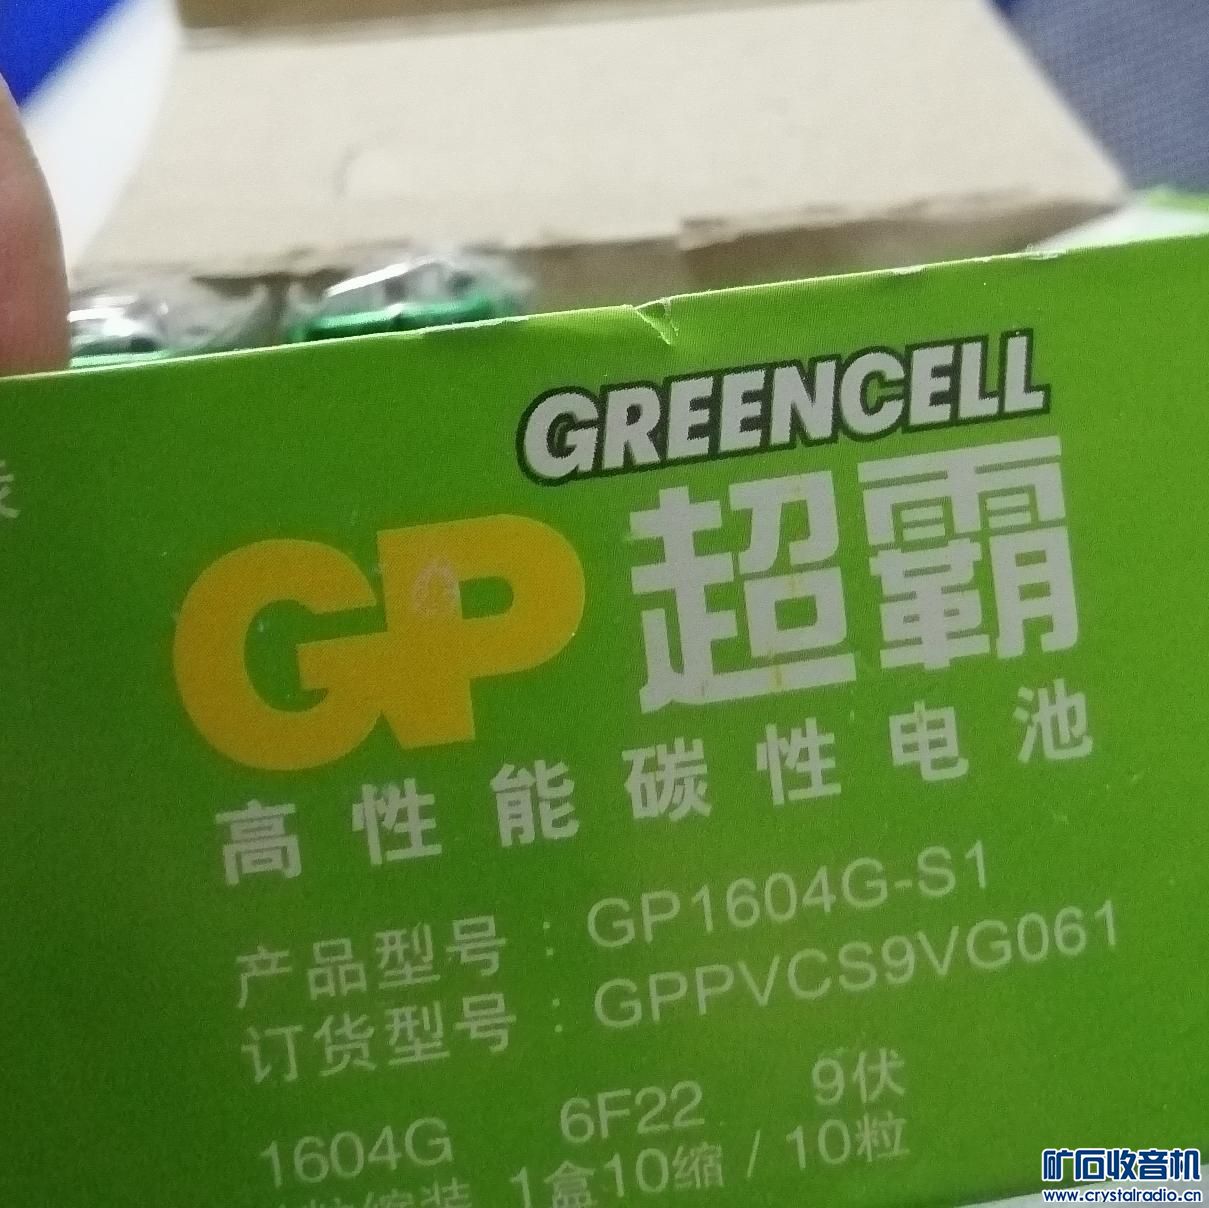 GREENCELL
GP 超霸
高性能碳性电池
产品型号：GP1604G-S1
订货型号：GPPVCS9VG061
1604G 6F22 9伏
1盒10缩 / 10粒
矿石收音机
www.crystalradio.cn